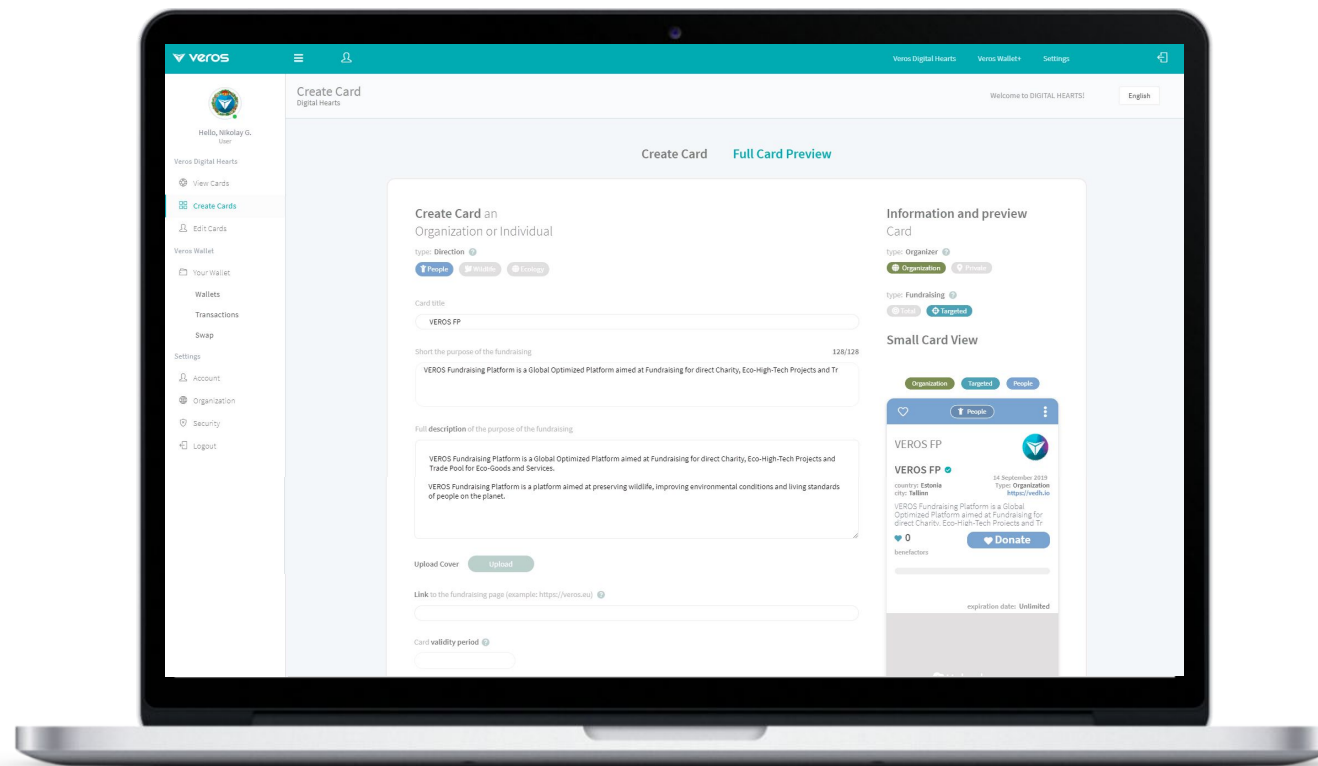 veros
Veros Digital Hearts
Veros Wallet+
Settings
Hello, Nikolay G.
User
Veros Digital Hearts
View Cards
Create Cards
Edit Cards
Veros Wallet
Your Wallet
Wallets
Transactions
Swap
Settings
Account
Organization
Security
Logout
Create Card
Digital Hearts
Welcome to DIGITAL HEARTS!
English
Create Card
Full Card Preview
Create Card an
Organization or Individual
type: Direction
People
Wildlife
Ecology
Card title
VEROS FP
Short the purpose of the fundraising
128/128
VEROS Fundraising Platform is a Global Optimized Platform aimed at Fundraising for direct Charity, Eco-High-Tech Projects and Tr
Full description of the purpose of the fundraising
VEROS Fundraising Platform is a Global Optimized Platform aimed at Fundraising for direct Charity, Eco-High-Tech Projects and
Trade Pool for Eco-Goods and Services.
VEROS Fundraising Platform is a platform aimed at preserving wildlife, improving environmental conditions and living standards
of people on the planet.
Upload Cover
Upload
Link to the fundraising page (example: https://veros.eu)
Card validity period
Information and preview
Card
type: Organizer
Organization
Private
type: Fundraising
Total
Targeted
Small Card View
Organization
Targeted
People
People
VEROS FP
VEROS FP
14 September 2019
country: Estonia
Type: Organization
city: Tallinn
https://vedh.io
VEROS Fundraising Platform is a Global
Optimized Platform aimed at Fundraising for
direct Charity, Eco-High-Tech Projects and Tr
0
Donate
benefactors
expiration date: Unlimited